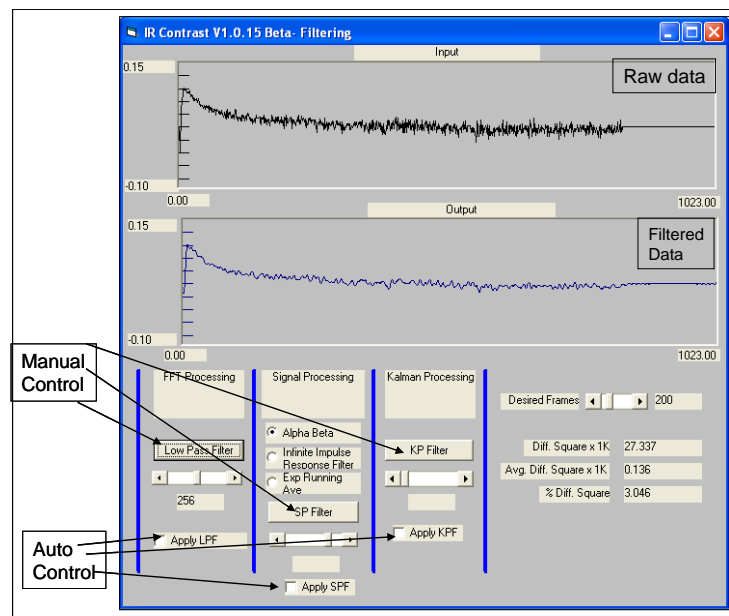 IR Contrast V1.0.15 Beta- Filtering
Input
0.15
Raw data
-0.10
0.00
1023.00
Output
0.15
Filtered
Data
-0.10
0.00
1023.00
Manual
Control
FFT Processing
Signal Processing
Kalman Processing
Desired Frames
200
Alpha Beta
Low Pass Filter
Infinite Impulse
Response Filter
KP Filter
Diff. Square x 1K
27.337
Exp Running
Ave
Avg. Diff. Square x 1K
0.136
256
% Diff. Square
3.046
SP Filter
Auto
Control
Apply LPF
Apply KPF
Apply SPF